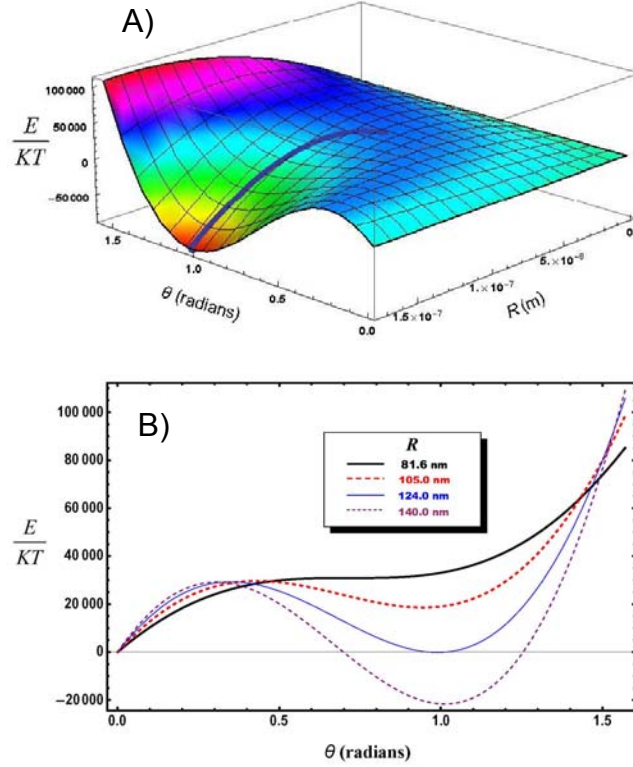 A)
100 000
50 000
0
−50 000
E
KT
1.5
1.0
0.5
0.0
θ (radians)
1.5×10⁻⁷
1.×10⁻⁷
5.×10⁻⁸
R (m)
B)
100 000
80 000
60 000
40 000
20 000
0
−20 000
E
KT
R
81.6 nm
105.0 nm
124.0 nm
140.0 nm
0.0
0.5
1.0
1.5
θ (radians)